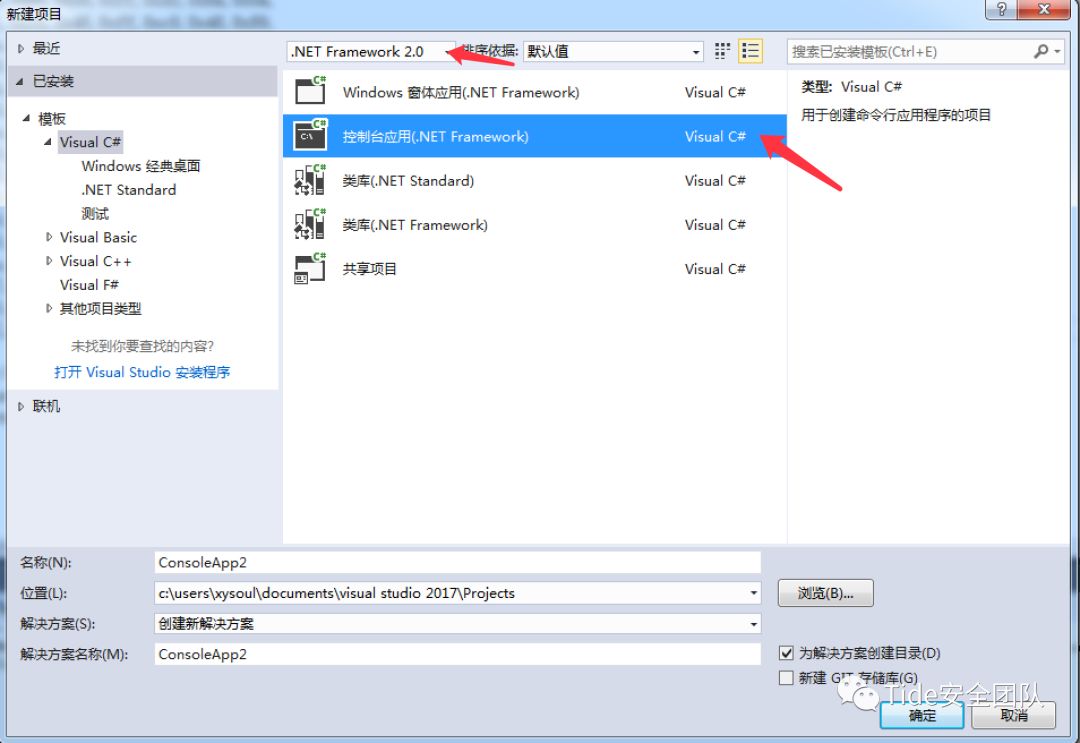 新建项目
最近
已安装
模板
Visual C#
Windows 经典桌面
.NET Standard
测试
Visual Basic
Visual C++
Visual F#
其他项目类型
未找到你要查找的内容?
打开 Visual Studio 安装程序
联机
.NET Framework 2.0 排序依据: 默认值
Windows 窗体应用(.NET Framework) Visual C#
控制台应用(.NET Framework) Visual C#
类库(.NET Standard) Visual C#
类库(.NET Framework) Visual C#
共享项目 Visual C#
搜索已安装模板(Ctrl+E)
类型: Visual C#
用于创建命令行应用程序的项目
名称(N): ConsoleApp2
位置(L): c:\users\xysoul\documents\visual studio 2017\Projects 浏览(B)...
解决方案(S): 创建新解决方案
解决方案名称(M): ConsoleApp2
为解决方案创建目录(D)
新建 GIT 存储库(G)
Tide安全团队
确定 取消